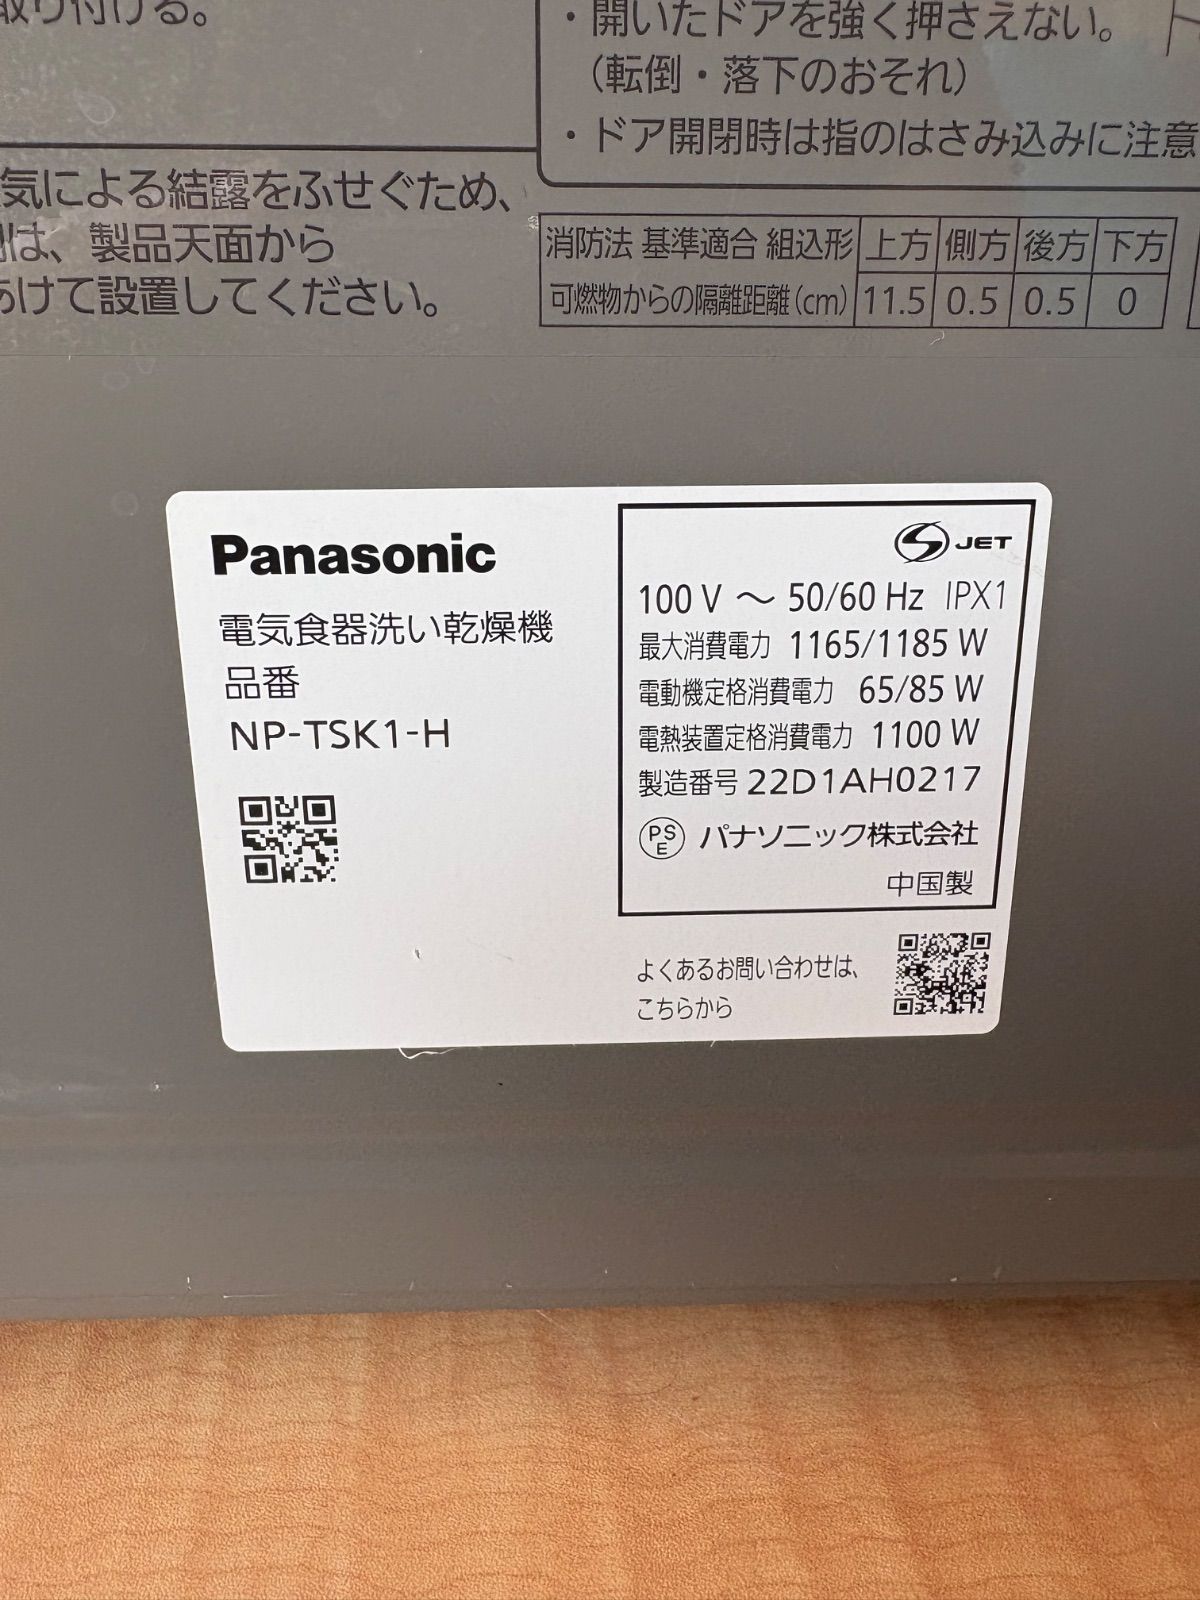 取り付ける。
気による結露をふせぐため、
は、製品天面から
あけて設置してください。
・開いたドアを強く押さえない。
（転倒・落下のおそれ）
・ドア開閉時は指のはさみ込みに注意
消防法 基準適合 組込形 上方 側方 後方 下方
可燃物からの隔離距離(cm) 11.5 0.5 0.5 0
Panasonic
電気食器洗い乾燥機
品番
NP-TSK1-H
S JET
100 V ～ 50/60 Hz IPX1
最大消費電力 1165/1185 W
電動機定格消費電力 65/85 W
電熱装置定格消費電力 1100 W
製造番号 22D1AH0217
PSE パナソニック株式会社
中国製
よくあるお問い合わせは、
こちらから